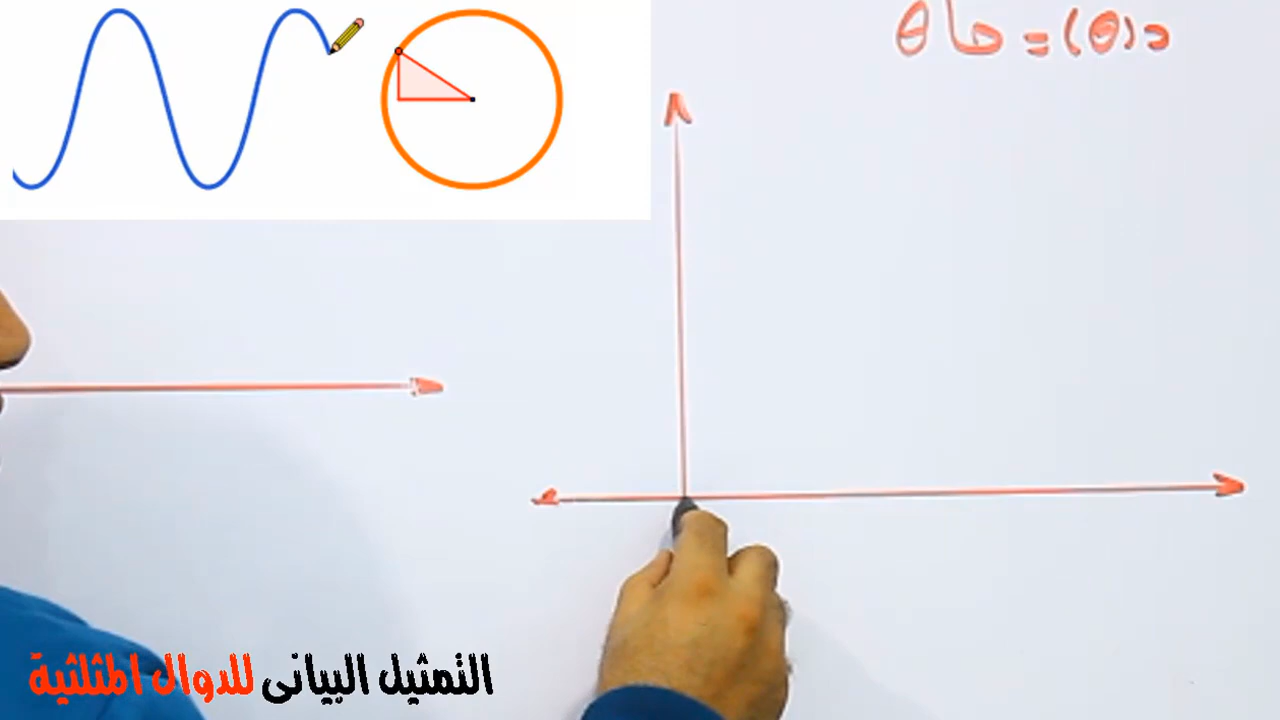 د(θ) = حا θ
التمثيل البيانى للدوال المثلثية